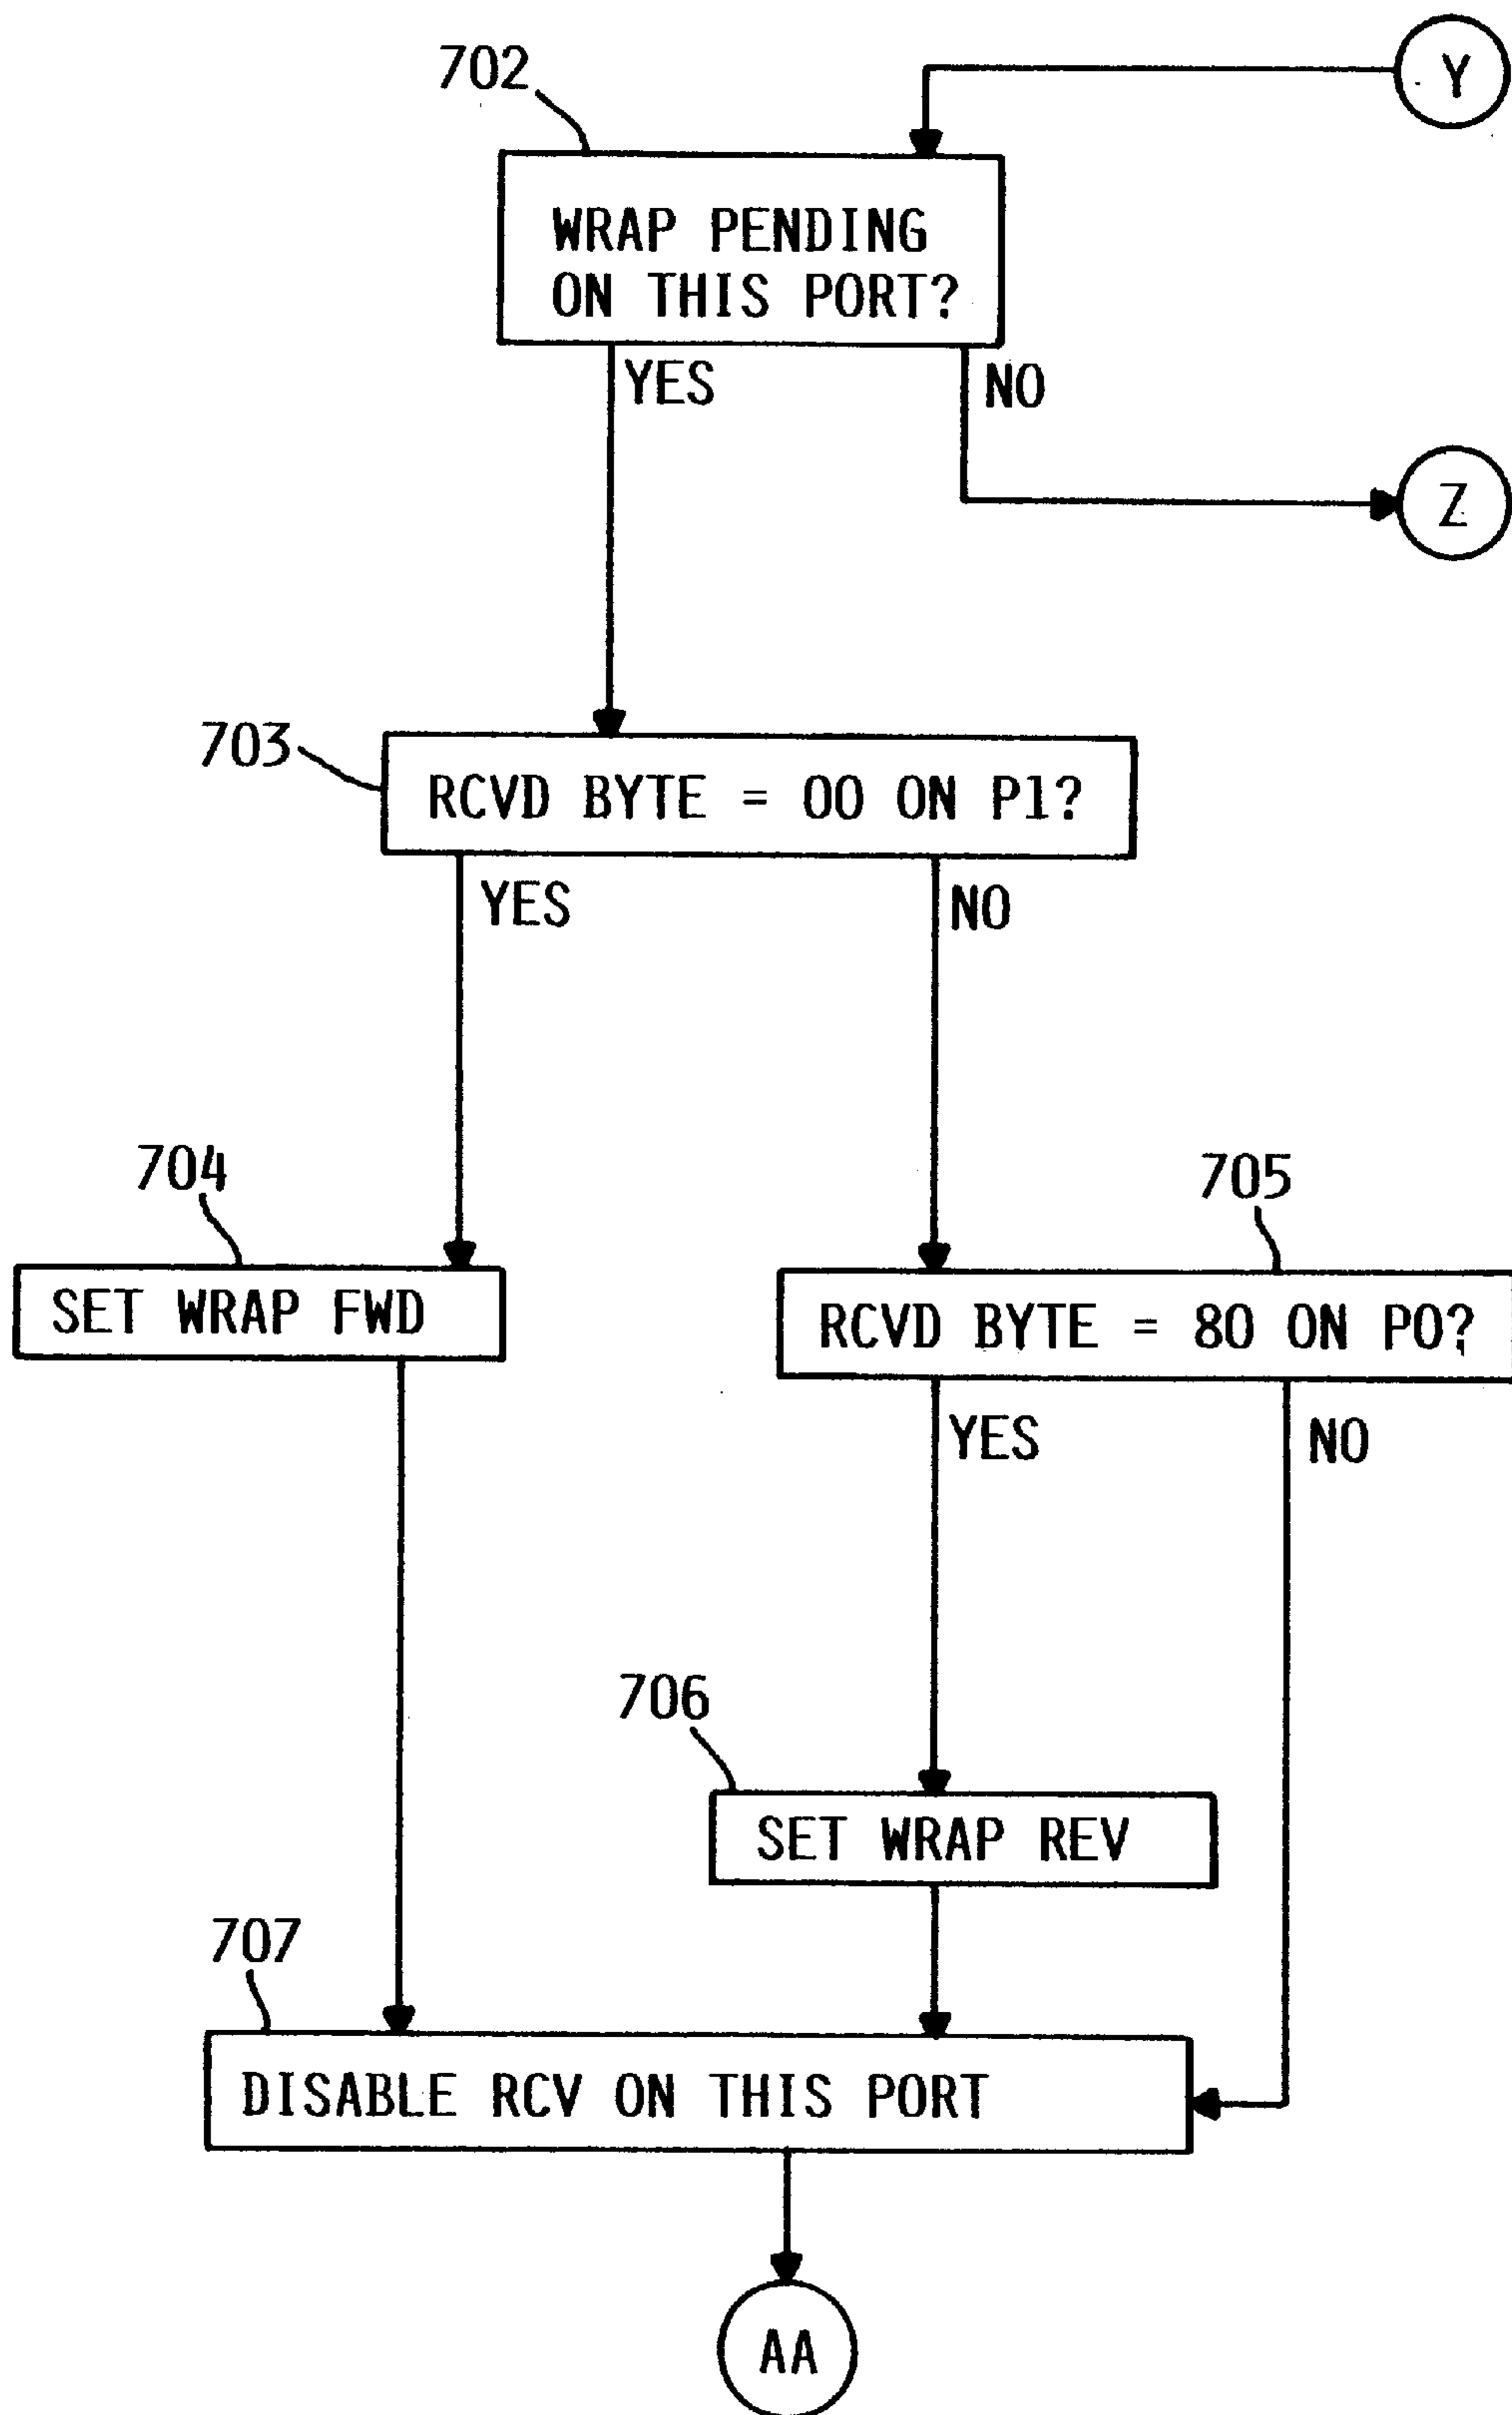 702
Y
WRAP PENDING
ON THIS PORT?
YES
NO
Z
703
RCVD BYTE = 00 ON P1?
YES
NO
704
705
SET WRAP FWD
RCVD BYTE = 80 ON P0?
YES
NO
706
SET WRAP REV
707
DISABLE RCV ON THIS PORT
AA